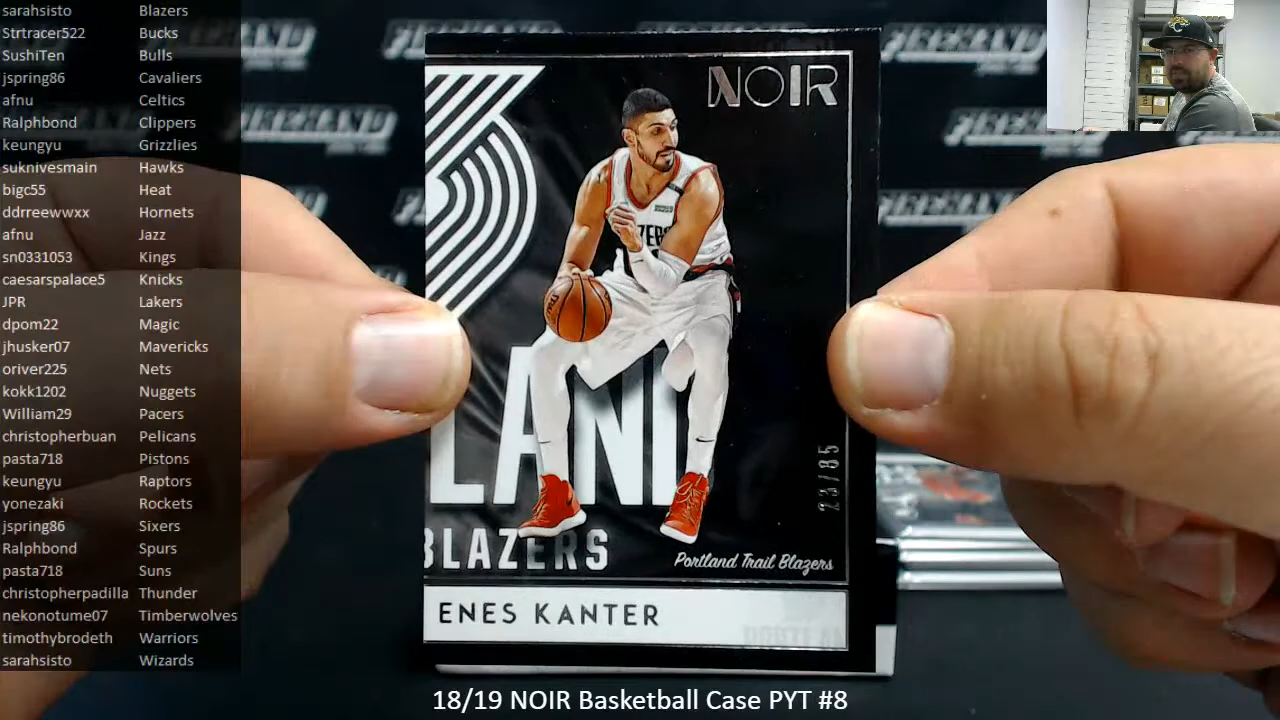 sarahsisto Blazers
Strtracer522 Bucks
SushiTen Bulls
jspring86 Cavaliers
afnu Celtics
Ralphbond Clippers
keungyu Grizzlies
suknivesmain Hawks
bigc55 Heat
ddrreewwxx Hornets
afnu Jazz
sn0331053 Kings
caesarspalace5 Knicks
JPR Lakers
dpom22 Magic
jhusker07 Mavericks
oriver225 Nets
kokk1202 Nuggets
William29 Pacers
christopherbuan Pelicans
pasta718 Pistons
keungyu Raptors
yonezaki Rockets
jspring86 Sixers
Ralphbond Spurs
pasta718 Suns
christopherpadilla Thunder
nekonotume07 Timberwolves
timothybrodeth Warriors
sarahsisto Wizards
NOIR
23/85
LAND
BLAZERS
Portland Trail Blazers
ENES KANTER
18/19 NOIR Basketball Case PYT #8